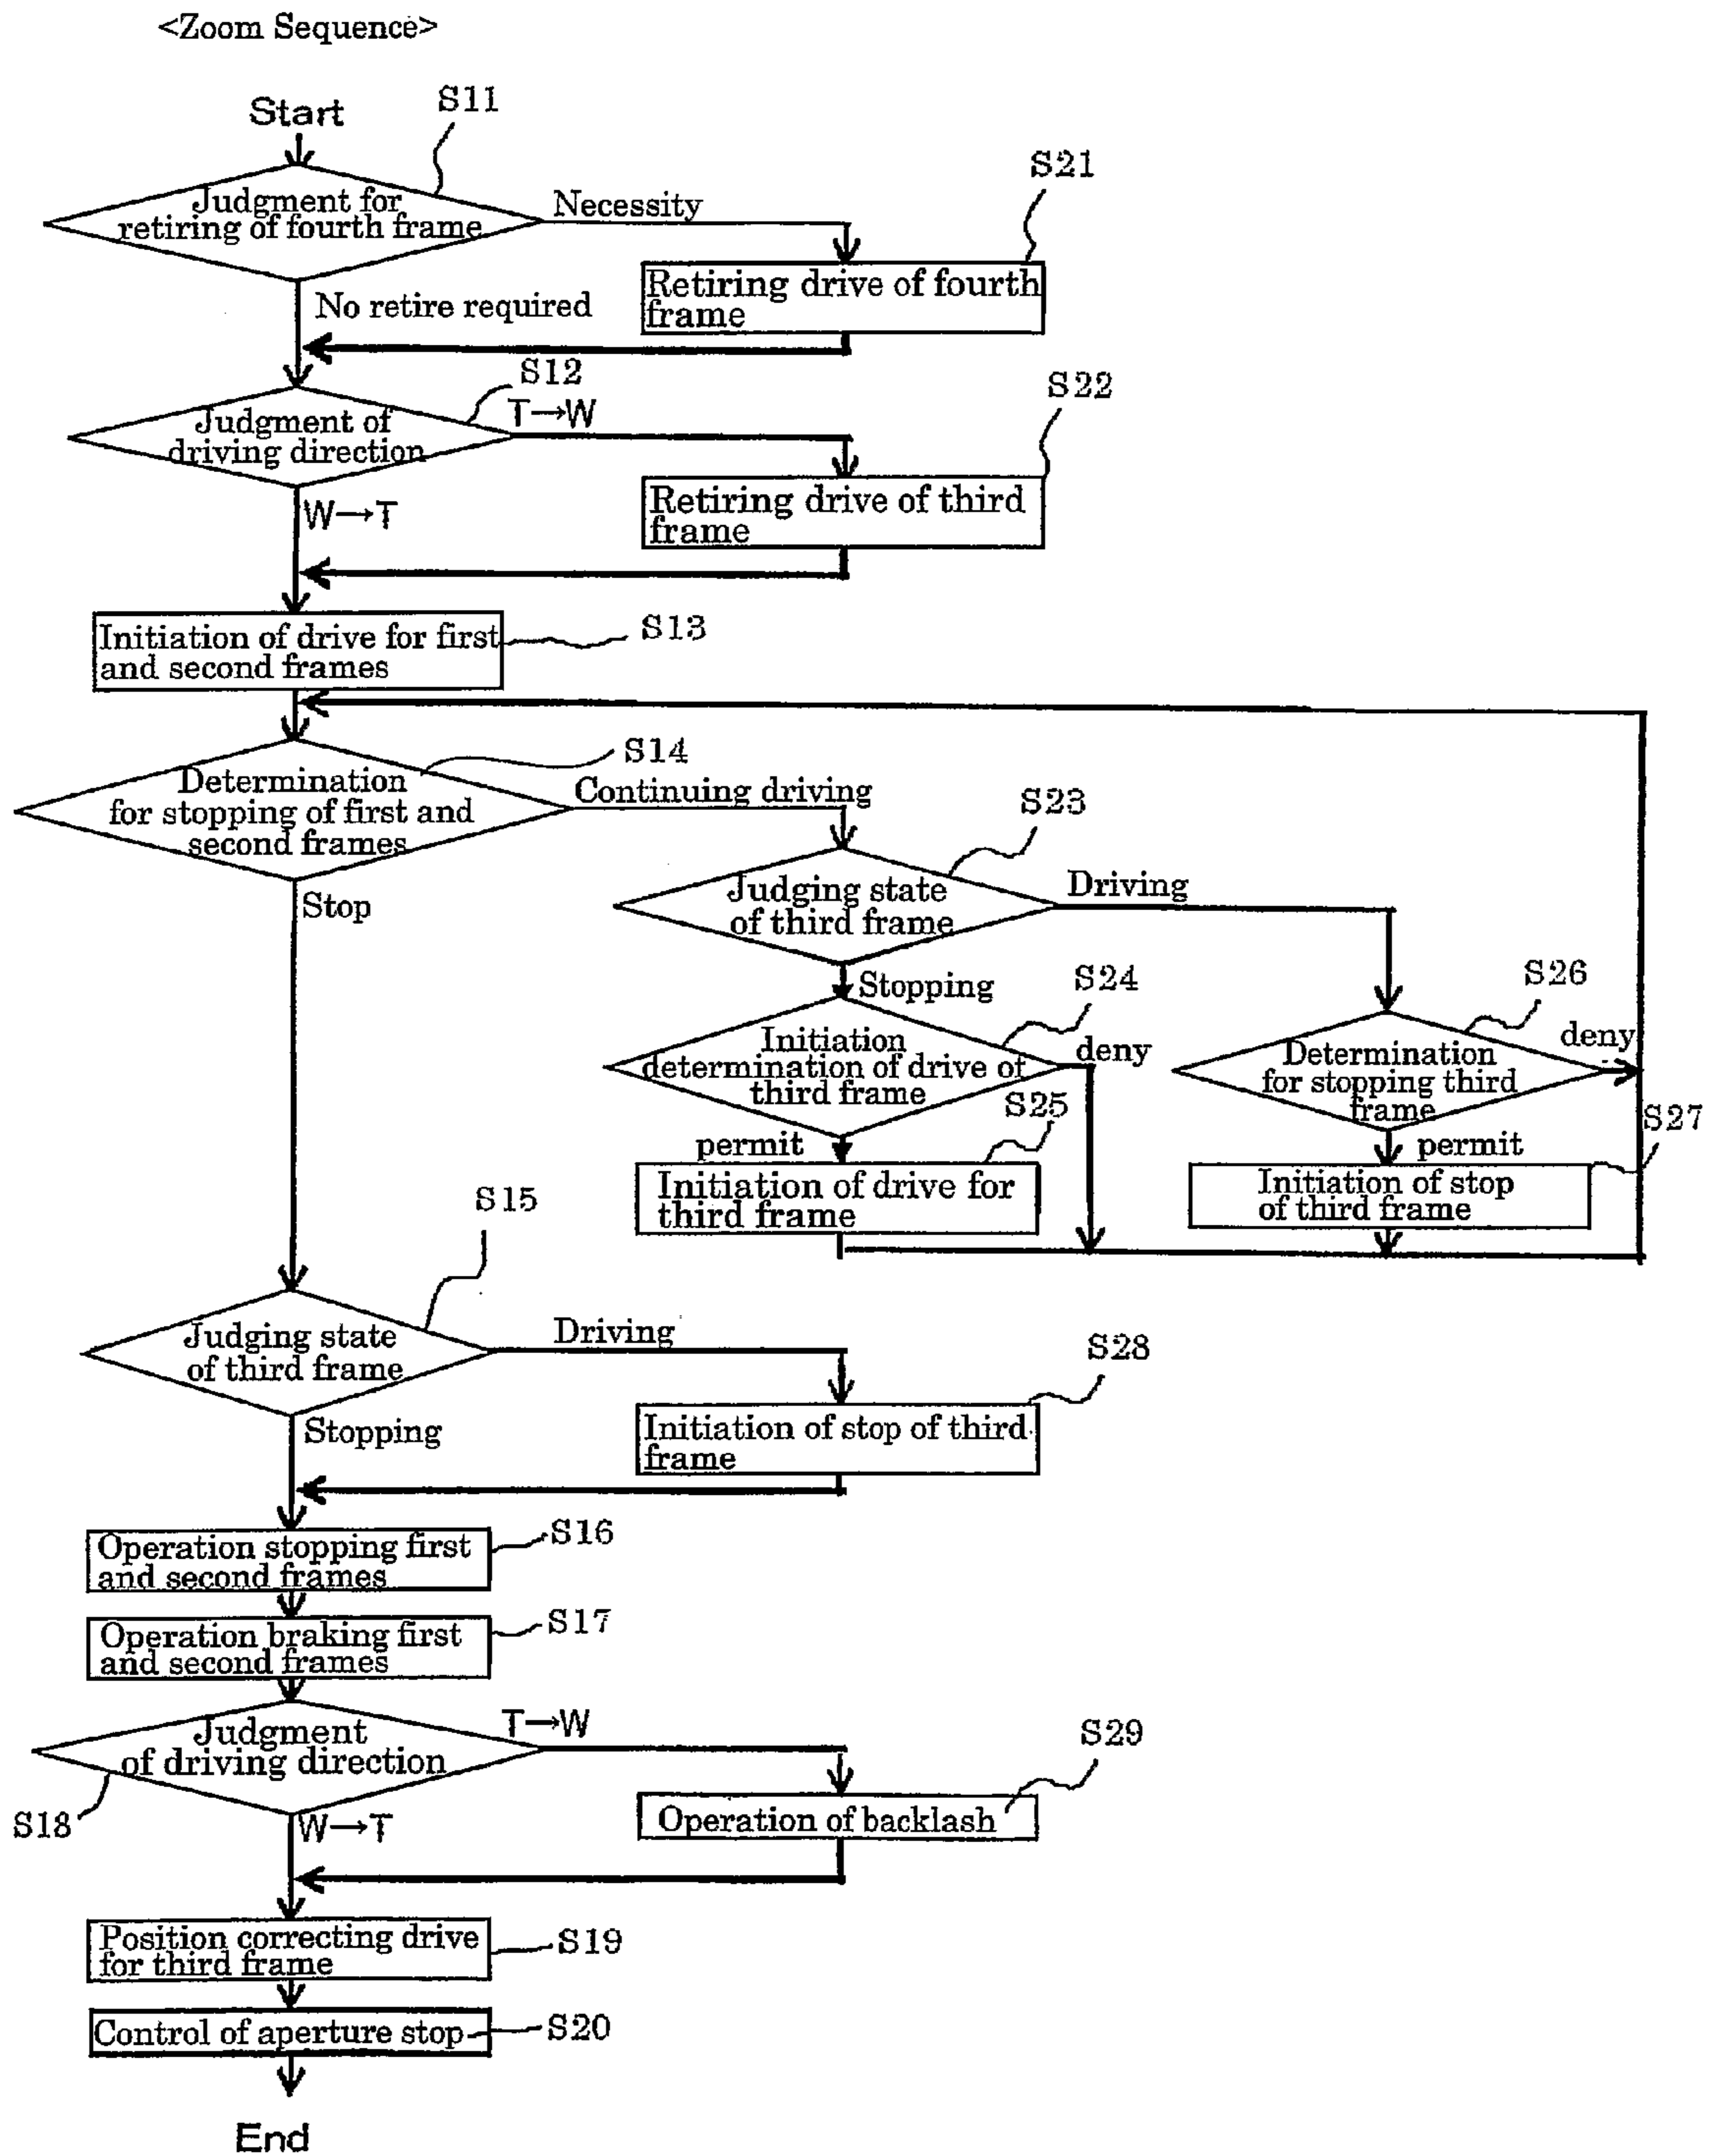 <Zoom Sequence>
Start
S11
Judgment for
retiring of fourth frame
Necessity
S21
Retiring drive of fourth
frame
No retire required
S12
Judgment of
driving direction
T→W
S22
Retiring drive of third
frame
W→T
Initiation of drive for first
and second frames
S13
S14
Determination
for stopping of first and
second frames
Continuing driving
S23
Judging state
of third frame
Driving
Stop
Stopping
S24
Initiation
determination of drive of
third frame
deny
S26
Determination
for stopping third
frame
deny
S25
permit
Initiation of drive for
third frame
permit
S27
Initiation of stop
of third frame
S15
Judging state
of third frame
Driving
S28
Initiation of stop of third
frame
Stopping
Operation stopping first
and second frames
S16
Operation braking first
and second frames
S17
Judgment
of driving direction
T→W
S29
S18
Operation of backlash
W→T
Position correcting drive
for third frame
S19
Control of aperture stop
S20
End